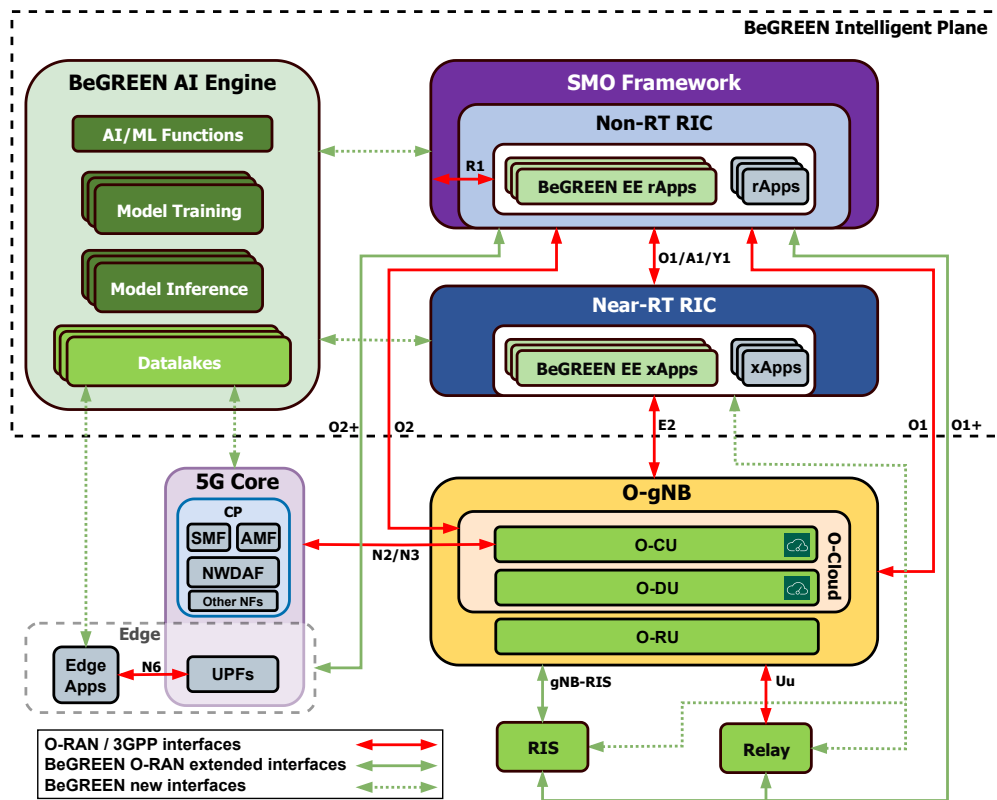 BeGREEN Intelligent Plane
BeGREEN AI Engine
AI/ML Functions
Model Training
Model Inference
Datalakes
SMO Framework
Non-RT RIC
R1
BeGREEN EE rApps
rApps
O1/A1/Y1
Near-RT RIC
BeGREEN EE xApps
xApps
O2+
O2
E2
O1
O1+
5G Core
CP
SMF
AMF
NWDAF
Other NFs
N2/N3
Edge
Edge
Apps
N6
UPFs
O-gNB
O-CU
O-DU
O-Cloud
O-RU
gNB-RIS
Uu
RIS
Relay
O-RAN / 3GPP interfaces
BeGREEN O-RAN extended interfaces
BeGREEN new interfaces